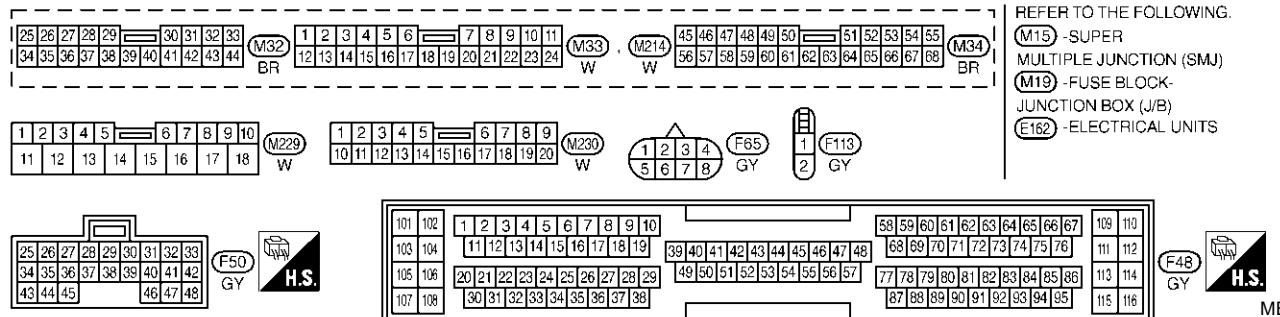 25 26 27 28 29 30 31 32 33
34 35 36 37 38 39 40 41 42 43 44
M32
BR
1 2 3 4 5 6 7 8 9 10 11
12 13 14 15 16 17 18 19 20 21 22 23 24
M33
W
,
M214
W
45 46 47 48 49 50 51 52 53 54 55
56 57 58 59 60 61 62 63 64 65 66 67 68
M34
BR
REFER TO THE FOLLOWING.
M15 -SUPER
MULTIPLE JUNCTION (SMJ)
M19 -FUSE BLOCK-
JUNCTION BOX (J/B)
E162 -ELECTRICAL UNITS
1 2 3 4 5 6 7 8 9 10
11 12 13 14 15 16 17 18
M229
W
1 2 3 4 5 6 7 8 9
10 11 12 13 14 15 16 17 18 19 20
M230
W
1 2 3 4
5 6 7 8
F65
GY
1
2
F113
GY
25 26 27 28 29 30 31 32 33
34 35 36 37 38 39 40 41 42
43 44 45 46 47 48
F50
GY
H.S.
101 102
103 104
105 106
107 108
1 2 3 4 5 6 7 8 9 10
11 12 13 14 15 16 17 18 19
20 21 22 23 24 25 26 27 28 29
30 31 32 33 34 35 36 37 38
39 40 41 42 43 44 45 46 47 48
49 50 51 52 53 54 55 56 57
58 59 60 61 62 63 64 65 66 67
68 69 70 71 72 73 74 75 76
77 78 79 80 81 82 83 84 85 86
87 88 89 90 91 92 93 94 95
109 110
111 112
113 114
115 116
F48
GY
H.S.